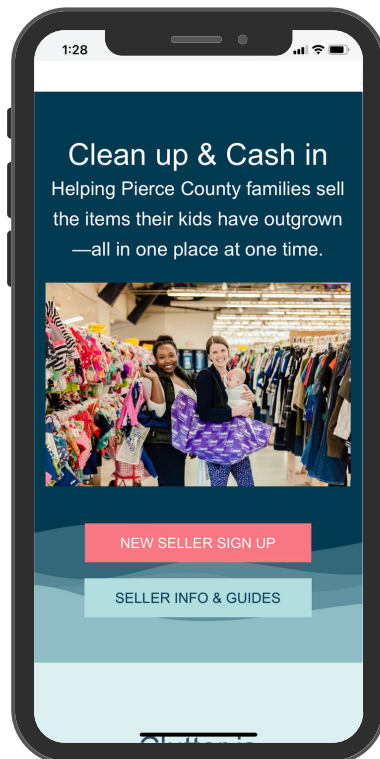 1:28
Clean up & Cash in
Helping Pierce County families sell
the items their kids have outgrown
—all in one place at one time.
NEW SELLER SIGN UP
SELLER INFO & GUIDES